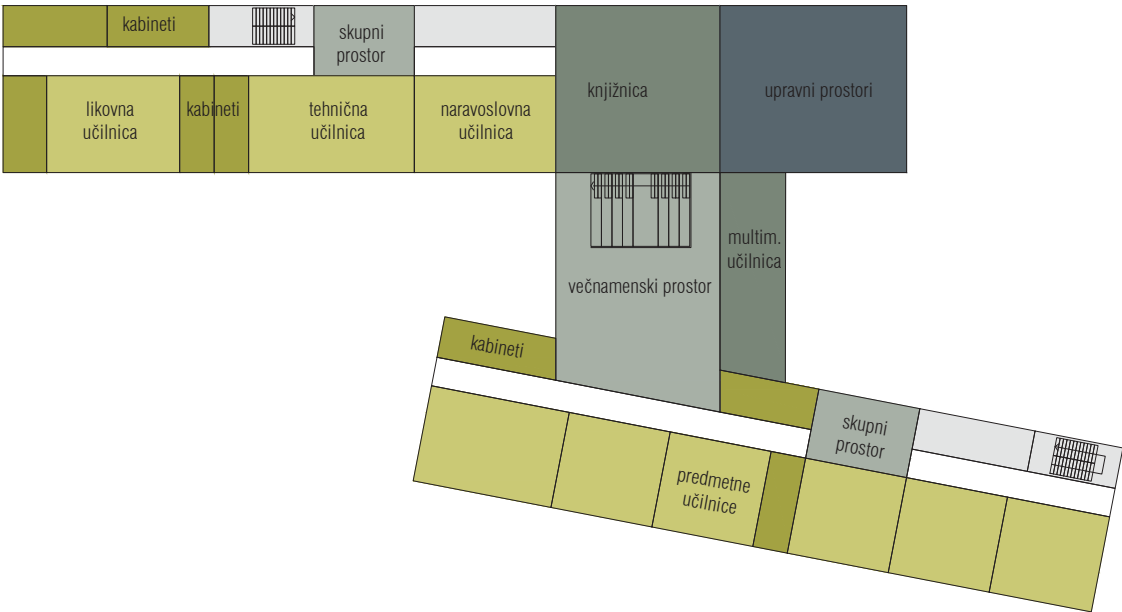 kabineti
skupni
prostor
likovna
učilnica
kabineti
tehnična
učilnica
naravoslovna
učilnica
knjižnica
upravni prostori
multim.
učilnica
večnamenski prostor
kabineti
skupni
prostor
predmetne
učilnice